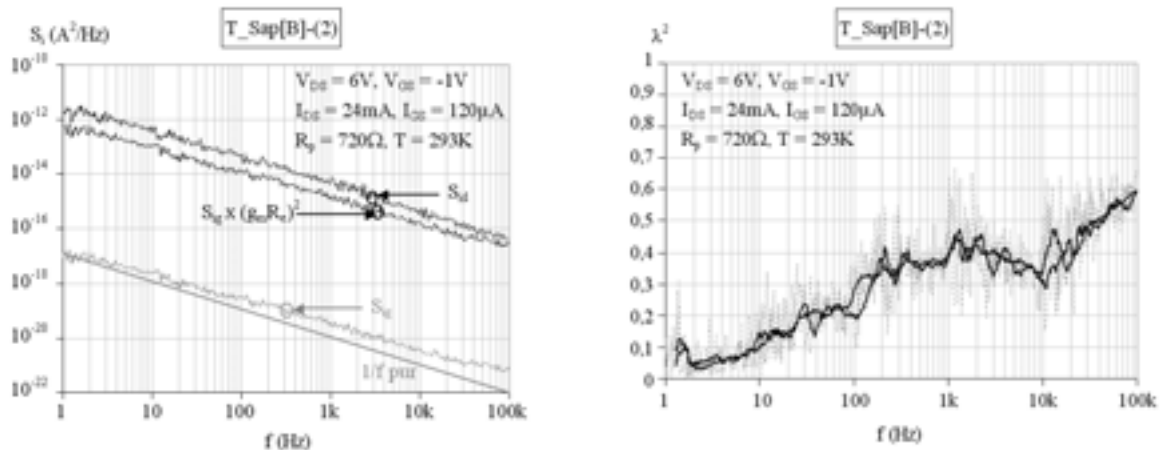 T_Sap[B]-(2)
S_i (A²/Hz)
10⁻¹⁰
10⁻¹²
10⁻¹⁴
10⁻¹⁶
10⁻¹⁸
10⁻²⁰
10⁻²²
V_DS = 6V, V_GS = -1V
I_DS = 24mA, I_GS = 120µA
R_p = 720Ω, T = 293K
S_id
S_ig x (g_mR_π)²
S_ig
1/f pur
1 10 100 1k 10k 100k
f (Hz)
T_Sap[B]-(2)
λ²
1
0,9
0,8
0,7
0,6
0,5
0,4
0,3
0,2
0,1
0
V_DS = 6V, V_GS = -1V
I_DS = 24mA, I_GS = 120µA
R_p = 720Ω, T = 293K
1 10 100 1k 10k 100k
f (Hz)